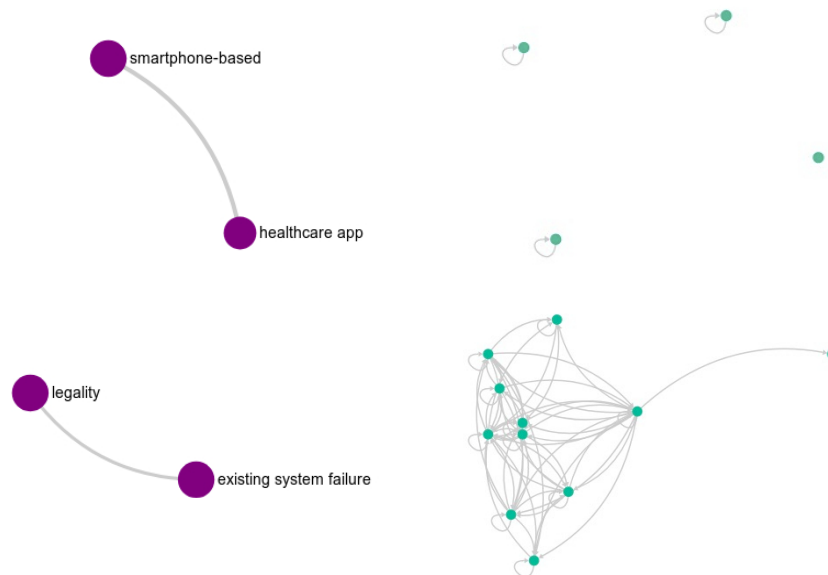 smartphone-based
healthcare app
legality
existing system failure